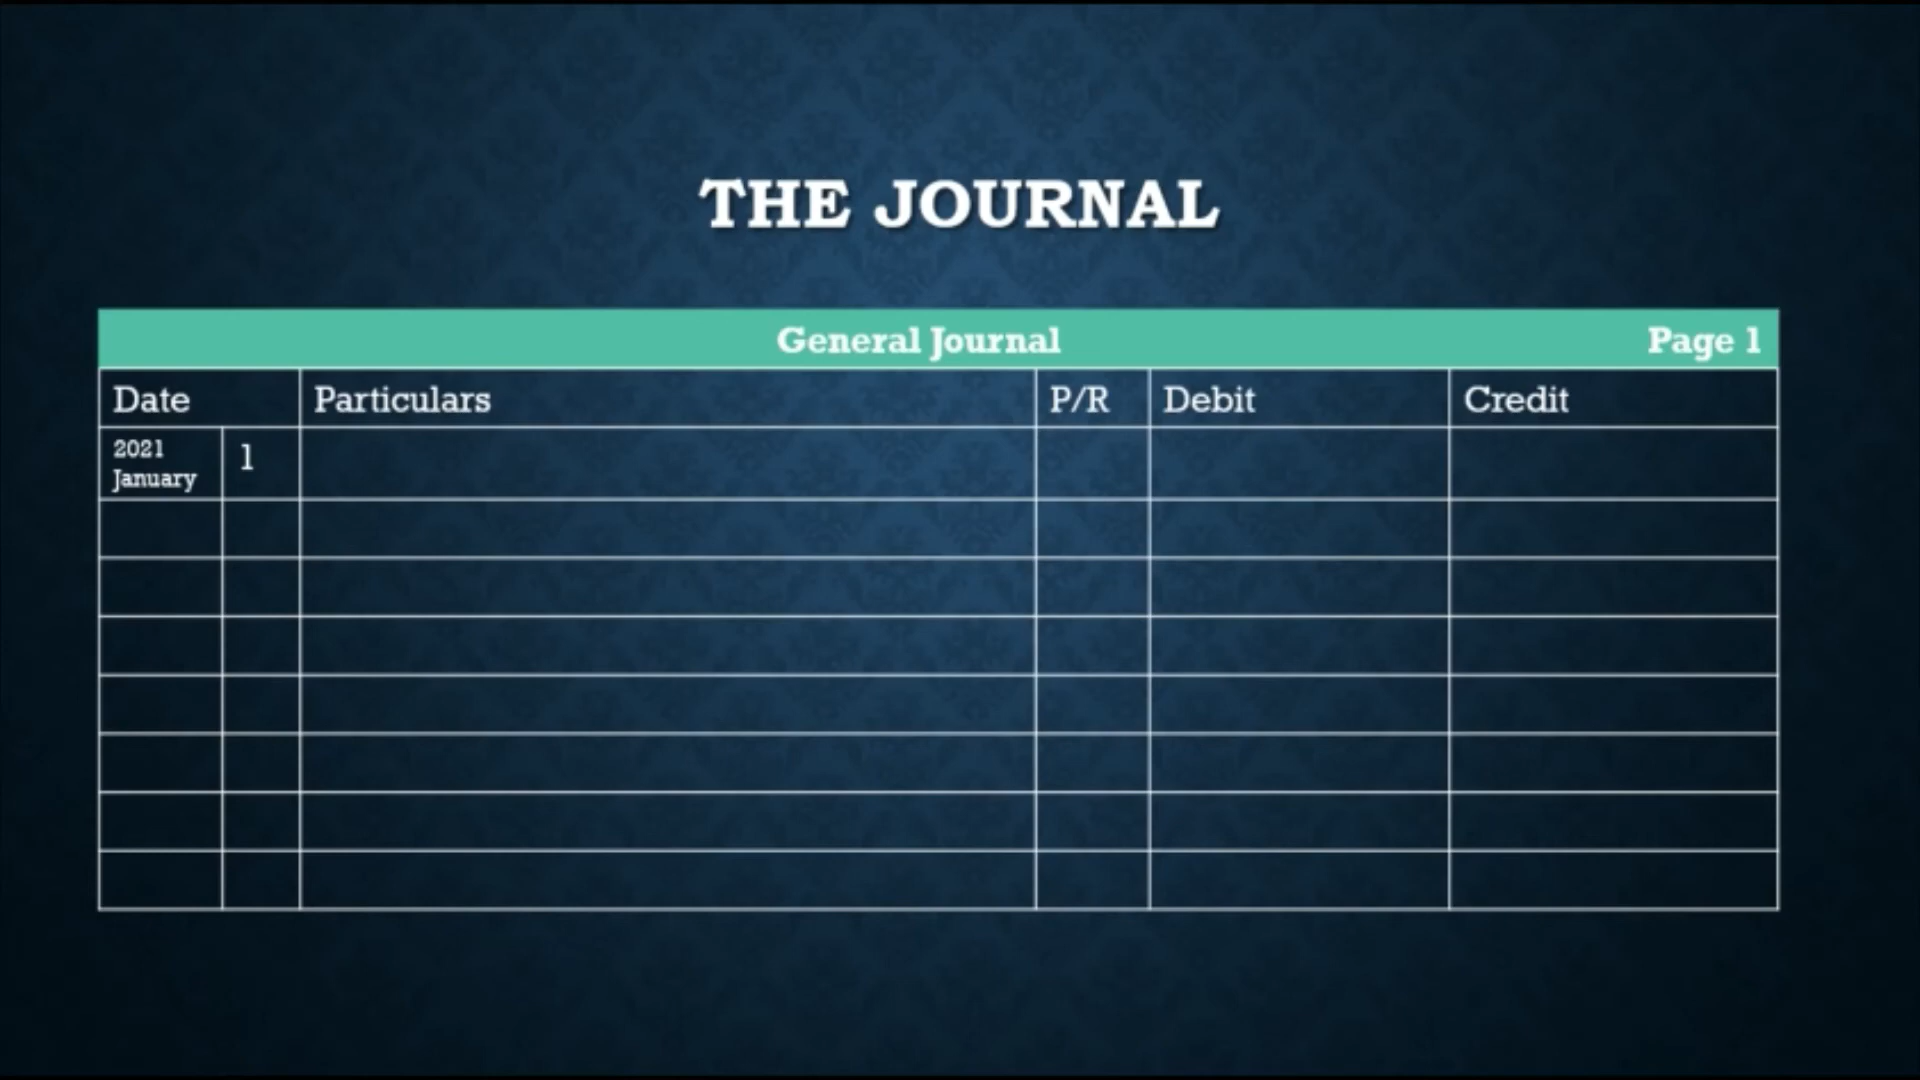 THE JOURNAL
General Journal Page 1
Date Particulars P/R Debit Credit
2021
January 1